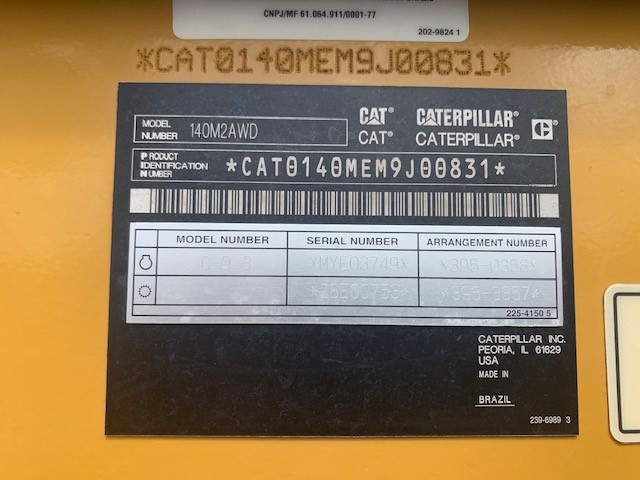 CNPJ/MF 61.064.911/0001-77
202-9824 1
*CAT0140MEM9J00831*
CAT® CATERPILLAR®
MODEL NUMBER 140M2AWD
CAT® CATERPILLAR® C
PRODUCT IDENTIFICATION NUMBER *CAT0140MEM9J00831*
MODEL NUMBER SERIAL NUMBER ARRANGEMENT NUMBER
*MYE03749*
225-4150 5
CATERPILLAR INC.
PEORIA, IL 61629
USA
MADE IN
BRAZIL
239-6989 3